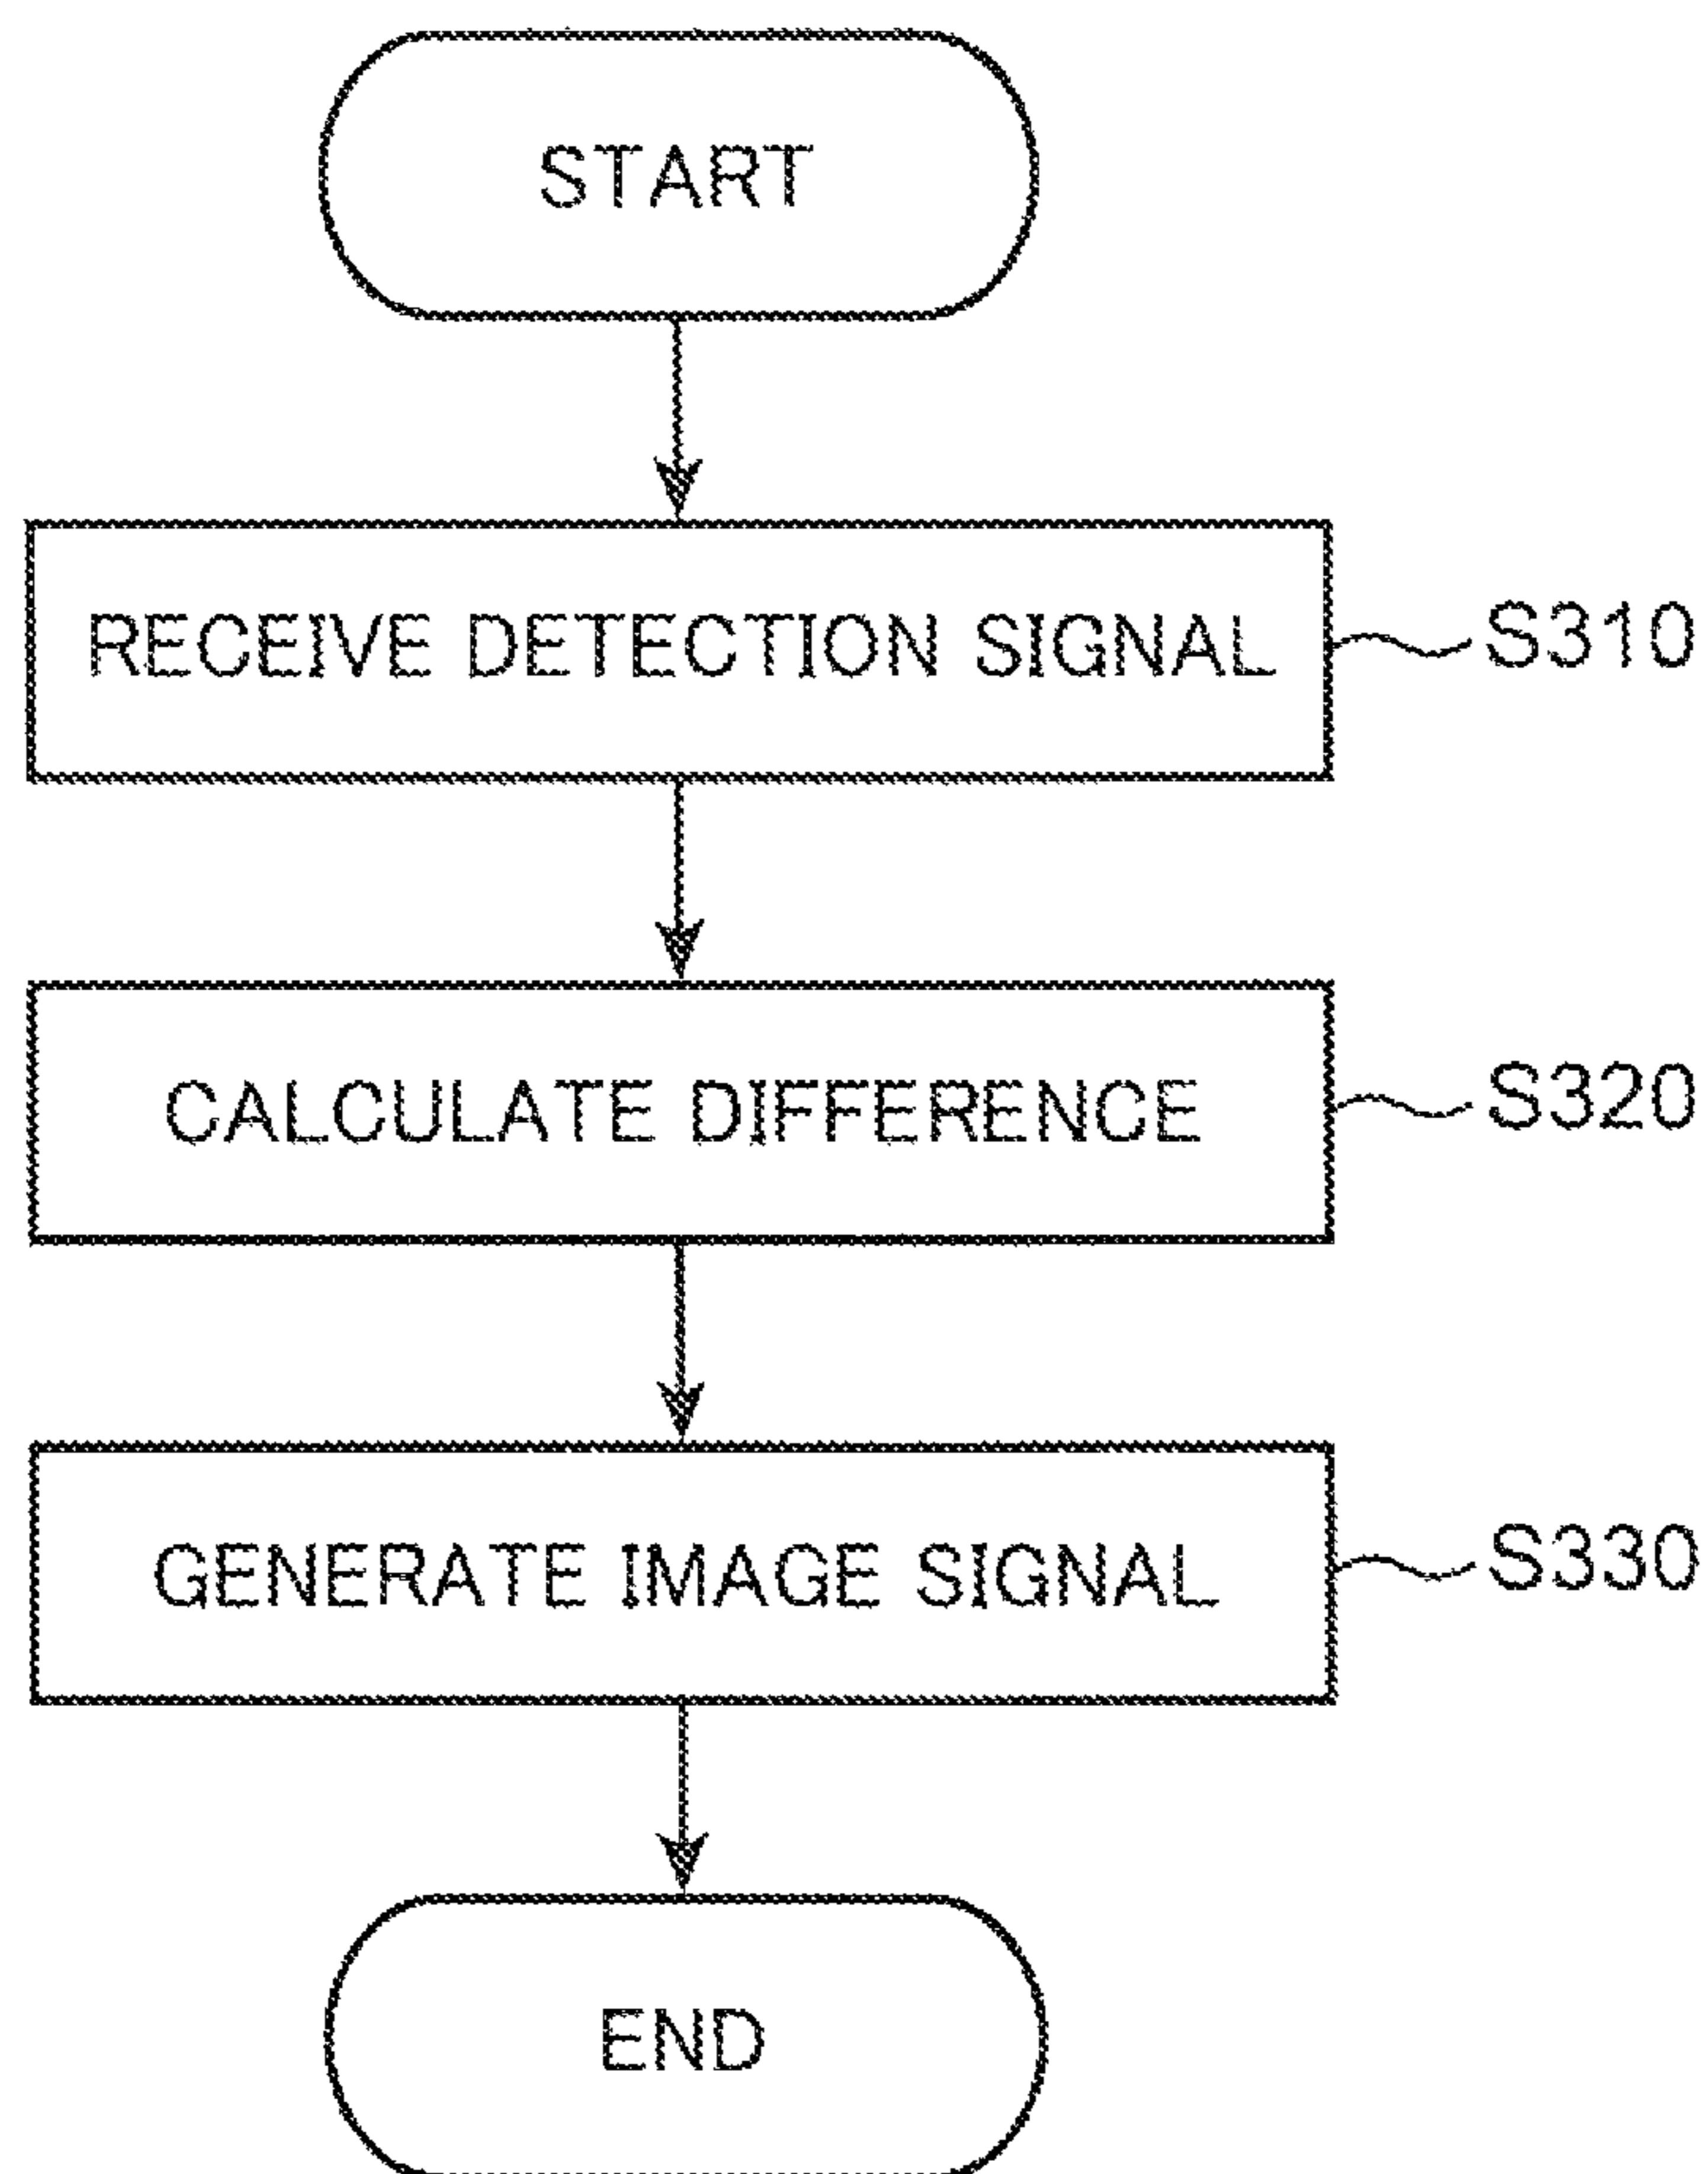 START
RECEIVE DETECTION SIGNAL
S310
CALCULATE DIFFERENCE
S320
GENERATE IMAGE SIGNAL
S330
END